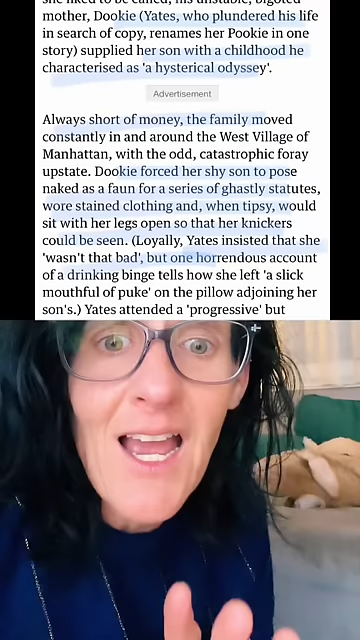 she liked to be called, his unstable, bigoted
mother, Dookie (Yates, who plundered his life
in search of copy, renames her Pookie in one
story) supplied her son with a childhood he
characterised as 'a hysterical odyssey'.
Advertisement
Always short of money, the family moved
constantly in and around the West Village of
Manhattan, with the odd, catastrophic foray
upstate. Dookie forced her shy son to pose
naked as a faun for a series of ghastly statutes,
wore stained clothing and, when tipsy, would
sit with her legs open so that her knickers
could be seen. (Loyally, Yates insisted that she
'wasn't that bad', but one horrendous account
of a drinking binge tells how she left 'a slick
mouthful of puke' on the pillow adjoining her
son's.) Yates attended a 'progressive' but